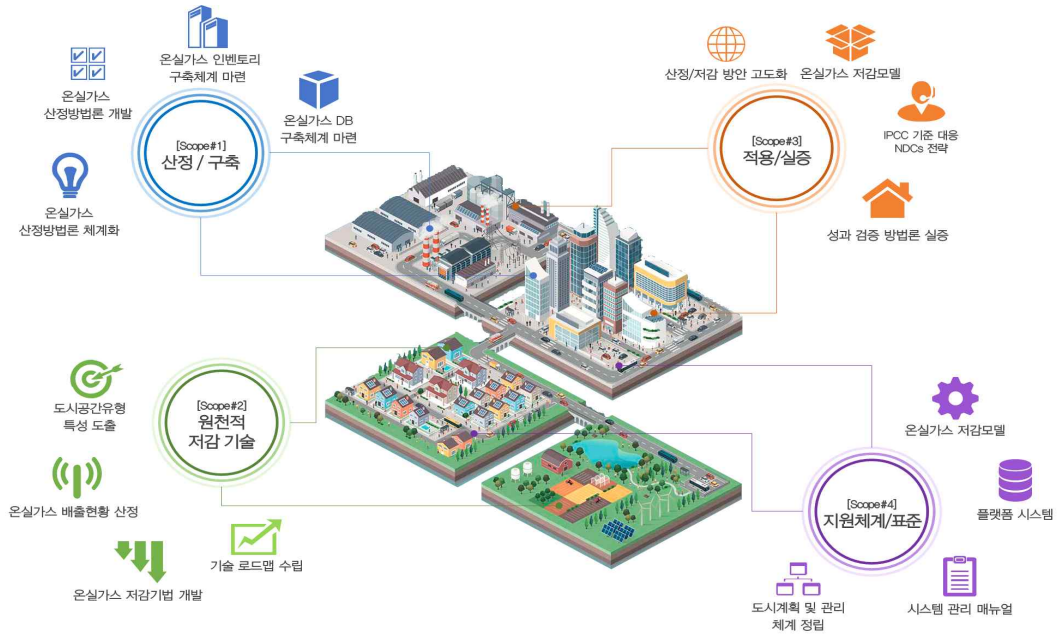 온실가스 인벤토리
구축체계 마련
온실가스
산정방법론 개발
온실가스 DB
구축체계 마련
[Scope#1]
산정 / 구축
온실가스
산정방법론 체계화
산정/저감 방안 고도화
온실가스 저감모델
[Scope#3]
적용/실증
IPCC 기준 대응
NDCs 전략
성과 검증 방법론 실증
도시공간유형
특성 도출
[Scope#2]
원천적
저감 기술
온실가스 배출현황 산정
기술 로드맵 수립
온실가스 저감기법 개발
온실가스 저감모델
[Scope#4]
지원체계/표준
플랫폼 시스템
도시계획 및 관리
체계 정립
시스템 관리 매뉴얼